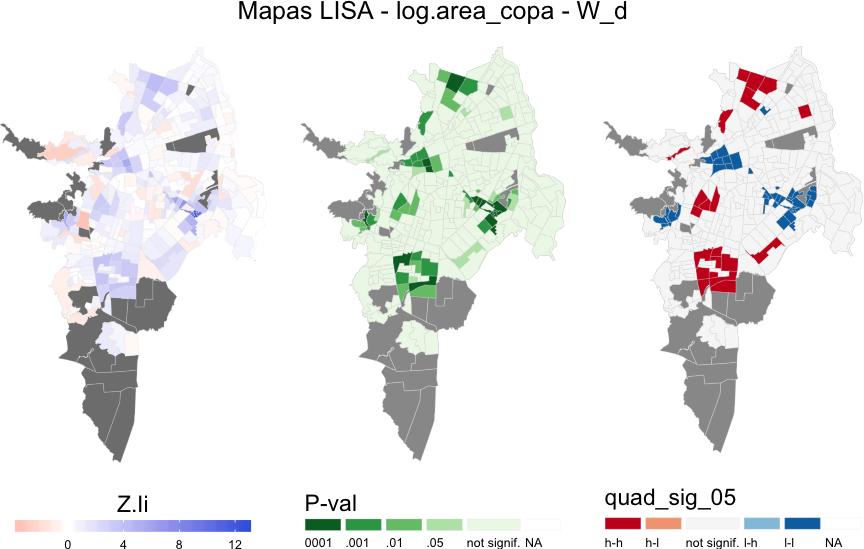 Mapas LISA - log.area_copa - W_d
Z.Ii
0 4 8 12
P-val
0001 .001 .01 .05 not signif. NA
quad_sig_05
h-h h-l not signif. l-h l-l NA